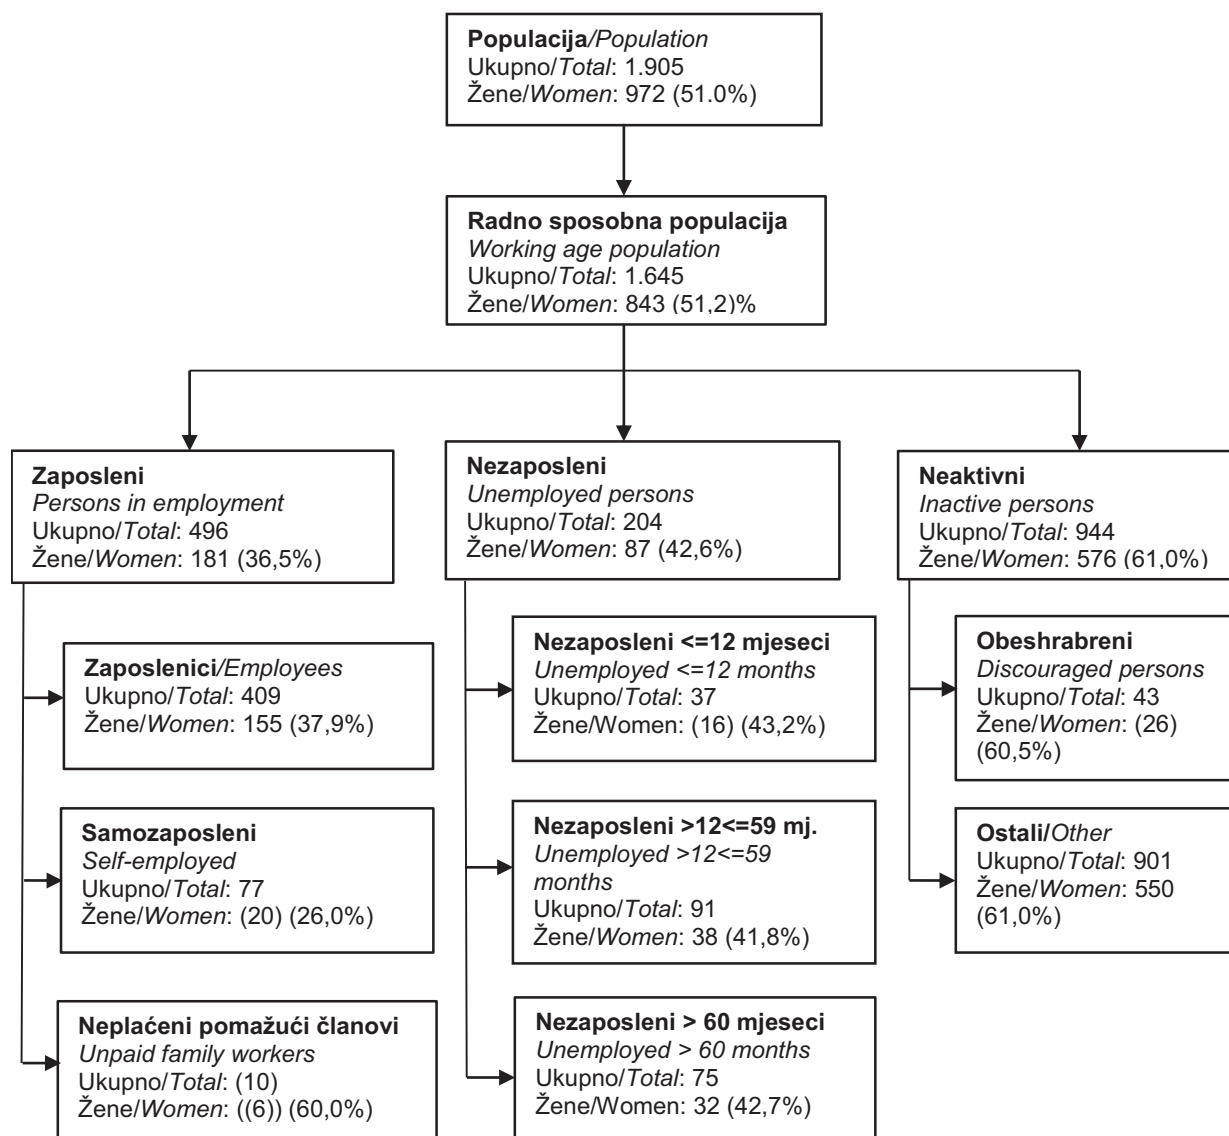 Populacija/Population
Ukupno/Total: 1.905
Žene/Women: 972 (51.0%)
Radno sposobna populacija
Working age population
Ukupno/Total: 1.645
Žene/Women: 843 (51,2)%
Zaposleni
Persons in employment
Ukupno/Total: 496
Žene/Women: 181 (36,5%)
Zaposlenici/Employees
Ukupno/Total: 409
Žene/Women: 155 (37,9%)
Samozaposleni
Self-employed
Ukupno/Total: 77
Žene/Women: (20) (26,0%)
Neplaćeni pomažući članovi
Unpaid family workers
Ukupno/Total: (10)
Žene/Women: ((6)) (60,0%)
Nezaposleni
Unemployed persons
Ukupno/Total: 204
Žene/Women: 87 (42,6%)
Nezaposleni <=12 mjeseci
Unemployed <=12 months
Ukupno/Total: 37
Žene/Women: (16) (43,2%)
Nezaposleni >12<=59 mj.
Unemployed >12<=59
months
Ukupno/Total: 91
Žene/Women: 38 (41,8%)
Nezaposleni > 60 mjeseci
Unemployed > 60 months
Ukupno/Total: 75
Žene/Women: 32 (42,7%)
Neaktivni
Inactive persons
Ukupno/Total: 944
Žene/Women: 576 (61,0%)
Obeshrabreni
Discouraged persons
Ukupno/Total: 43
Žene/Women: (26)
(60,5%)
Ostali/Other
Ukupno/Total: 901
Žene/Women: 550
(61,0%)